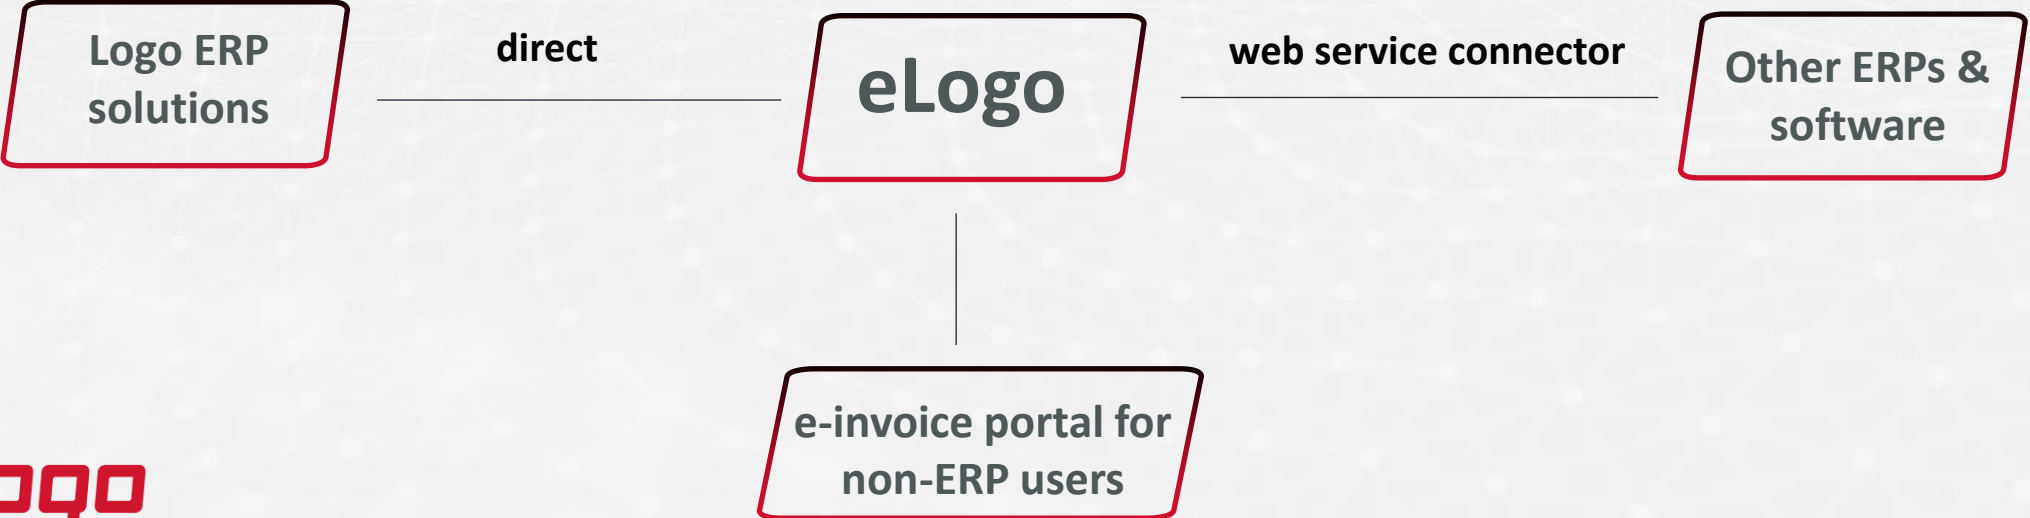 Logo ERP
solutions
direct
eLogo
web service connector
Other ERPs &
software
e-invoice portal for
non-ERP users